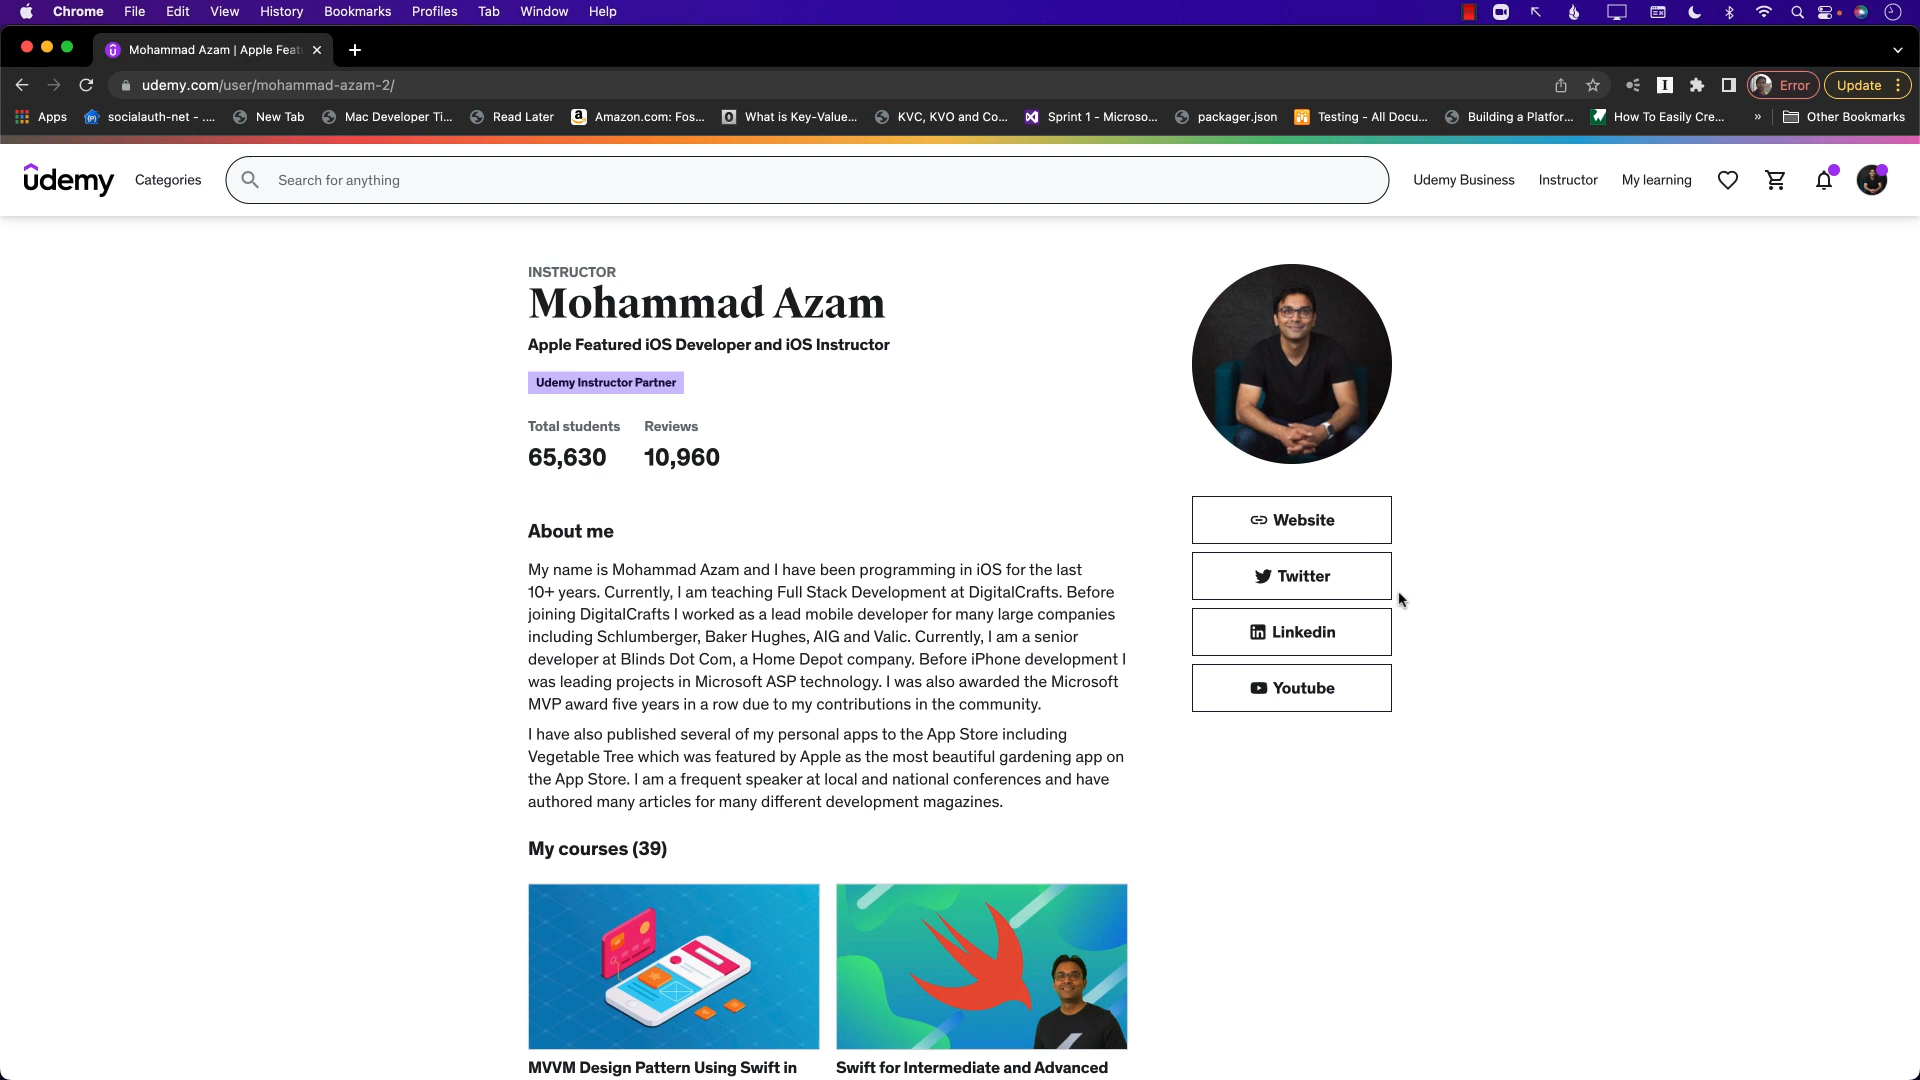 Chrome File Edit View History Bookmarks Profiles Tab Window Help
Mohammad Azam | Apple Feat
udemy.com/user/mohammad-azam-2/
Error
Update
Apps
socialauth-net - ....
New Tab
Mac Developer Ti...
Read Later
Amazon.com: Fos...
What is Key-Value...
KVC, KVO and Co...
Sprint 1 - Microso...
packager.json
Testing - All Docu...
Building a Platfor...
How To Easily Cre...
»
Other Bookmarks
udemy
Categories
Search for anything
Udemy Business
Instructor
My learning
INSTRUCTOR
Mohammad Azam
Apple Featured iOS Developer and iOS Instructor
Udemy Instructor Partner
Total students Reviews
65,630 10,960
About me
My name is Mohammad Azam and I have been programming in iOS for the last
10+ years. Currently, I am teaching Full Stack Development at DigitalCrafts. Before
joining DigitalCrafts I worked as a lead mobile developer for many large companies
including Schlumberger, Baker Hughes, AIG and Valic. Currently, I am a senior
developer at Blinds Dot Com, a Home Depot company. Before iPhone development I
was leading projects in Microsoft ASP technology. I was also awarded the Microsoft
MVP award five years in a row due to my contributions in the community.
I have also published several of my personal apps to the App Store including
Vegetable Tree which was featured by Apple as the most beautiful gardening app on
the App Store. I am a frequent speaker at local and national conferences and have
authored many articles for many different development magazines.
Website
Twitter
Linkedin
Youtube
My courses (39)
MVVM Design Pattern Using Swift in
Swift for Intermediate and Advanced